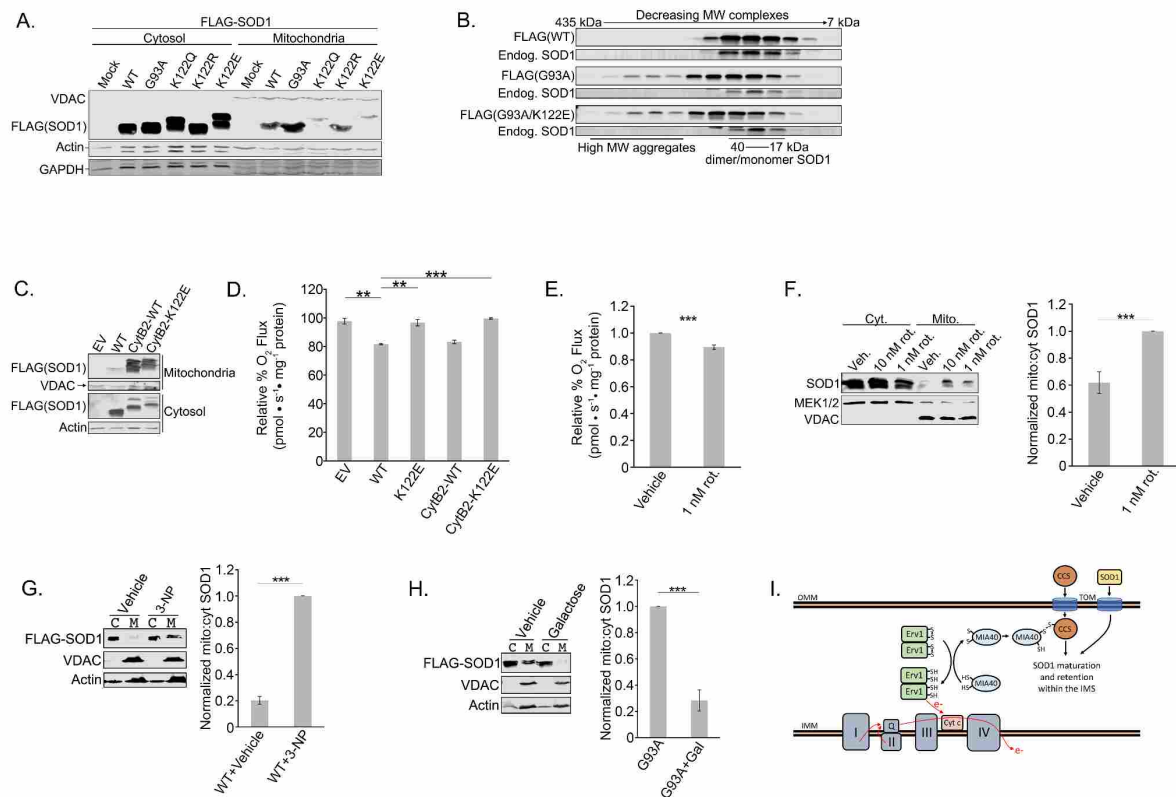 A.
FLAG-SOD1
Cytosol Mitochondria
Mock WT G93A K122Q K122R K122E Mock WT G93A K122Q K122R K122E
VDAC
FLAG(SOD1)
Actin
GAPDH
B.
435 kDa Decreasing MW complexes 7 kDa
FLAG(WT)
Endog. SOD1
FLAG(G93A)
Endog. SOD1
FLAG(G93A/K122E)
Endog. SOD1
High MW aggregates 40 17 kDa
dimer/monomer SOD1
C.
EV WT CytB2-WT CytB2-K122E
FLAG(SOD1)
Mitochondria
VDAC
FLAG(SOD1)
Cytosol
Actin
D.
Relative % O2 Flux
(pmol • s⁻¹• mg⁻¹ protein)
120
100
80
60
40
20
0
** ** ***
EV WT K122E CytB2-WT CytB2-K122E
E.
Relative % O2 Flux
(pmol • s⁻¹• mg⁻¹ protein)
1.2
1
0.8
0.6
0.4
0.2
0
***
Vehicle 1 nM rot.
F.
Cyt. Mito.
Veh. 10 nM rot. 1 nM rot. Veh. 10 nM rot. 1 nM rot.
SOD1
MEK1/2
VDAC
Normalized mito:cyt SOD1
1.2
1.0
0.8
0.6
0.4
0.2
0
***
Vehicle 1 nM rot.
G.
Vehicle 3-NP
C M C M
FLAG-SOD1
VDAC
Actin
Normalized mito:cyt SOD1
1.2
1
0.8
0.6
0.4
0.2
0
***
WT+Vehicle WT+3-NP
H.
Vehicle Galactose
C M C M
FLAG-SOD1
VDAC
Actin
Normalized mito:cyt SOD1
1.2
1
0.8
0.6
0.4
0.2
0
***
G93A G93A+Gal
I.
CCS SOD1
OMM TOM
Erv1
Erv1
S
S
S
S
S
S
MIA40
MIA40
S
S
SH
CCS
Erv1
Erv1
SH
SH
SH
SH
HS
HS
MIA40
SOD1 maturation
and retention
within the IMS
e-
IMM
I
Q
II
III
Cyt c
IV
e-